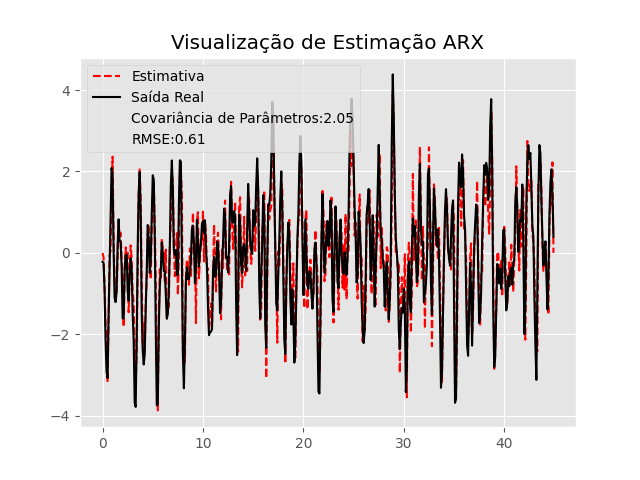 Visualização de Estimação ARX
Estimativa
Saída Real
Covariância de Parâmetros:2.05
RMSE:0.61
4
2
0
−2
−4
0
10
20
30
40